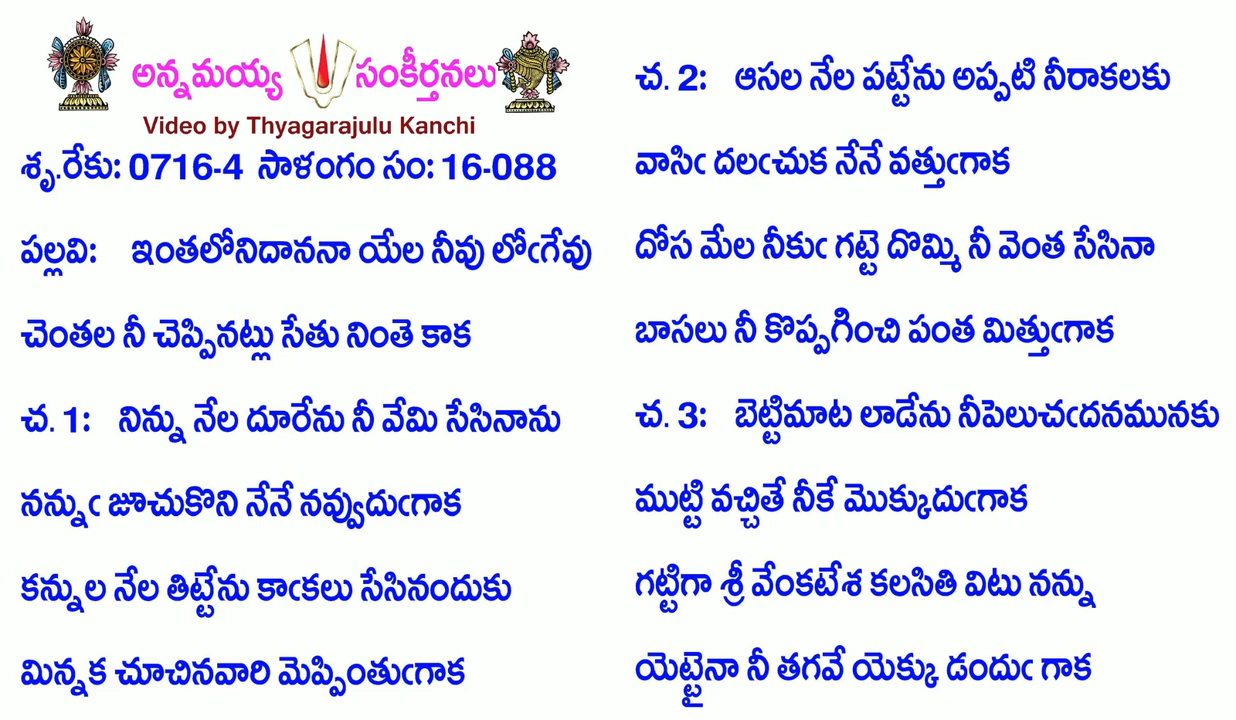 అన్నమయ్య సంకీర్తనలు
Video by Thyagarajulu Kanchi
శృ.రేకు: 0716-4 సాళంగం సం: 16-088
పల్లవి: ఇంతలోనిదాననా యేల నీవు లోఁగేవు
చెంతల నీ చెప్పినట్లు సేతు నింతె కాక
చ. 1: నిన్ను నేల దూరేను నీ వేమి సేసినాను
నన్నుఁ జూచుకొని నేనే నవ్వుదుఁగాక
కన్నుల నేల తిట్టేను కాఁకలు సేసినందుకు
మిన్నక చూచినవారి మెప్పింతుఁగాక
చ. 2: ఆసల నేల పట్టేను అప్పటి నీరాకలకు
వాసిఁ దలఁచుక నేనే వత్తుఁగాక
దోస మేల నీకుఁ గట్టె దొమ్మి నీ వెంత సేసినా
బాసలు నీ కొప్పగించి పంత మిత్తుఁగాక
చ. 3: బెట్టిమాట లాడేను నీపెలుచఁదనమునకు
ముట్టి వచ్చితే నీకే మొక్కుదుఁగాక
గట్టిగా శ్రీ వేంకటేశ కలసితి విటు నన్ను
యెట్టైనా నీ తగవే యెక్కు డందుఁ గాక